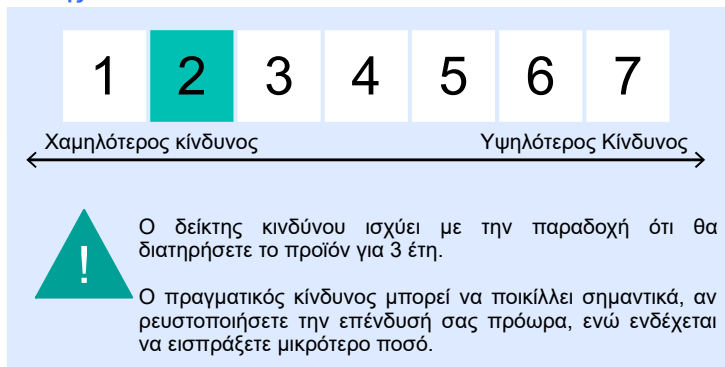 1 2 3 4 5 6 7
Χαμηλότερος κίνδυνος Υψηλότερος Κίνδυνος
Ο δείκτης κινδύνου ισχύει με την παραδοχή ότι θα
διατηρήσετε το προϊόν για 3 έτη.
!
Ο πραγματικός κίνδυνος μπορεί να ποικίλλει σημαντικά, αν
ρευστοποιήσετε την επένδυσή σας πρόωρα, ενώ ενδέχεται
να εισπράξετε μικρότερο ποσό.